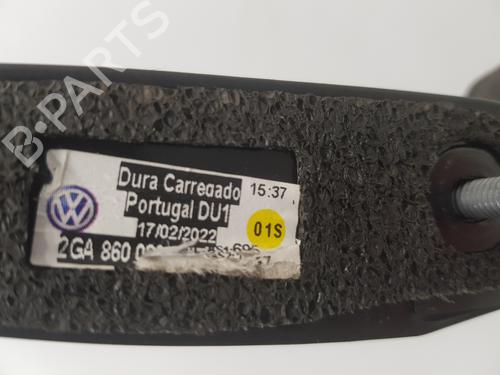 B-PARTS
Dura Carregado 15:37
Portugal DU1
17/02/2022 01S
2GA 860